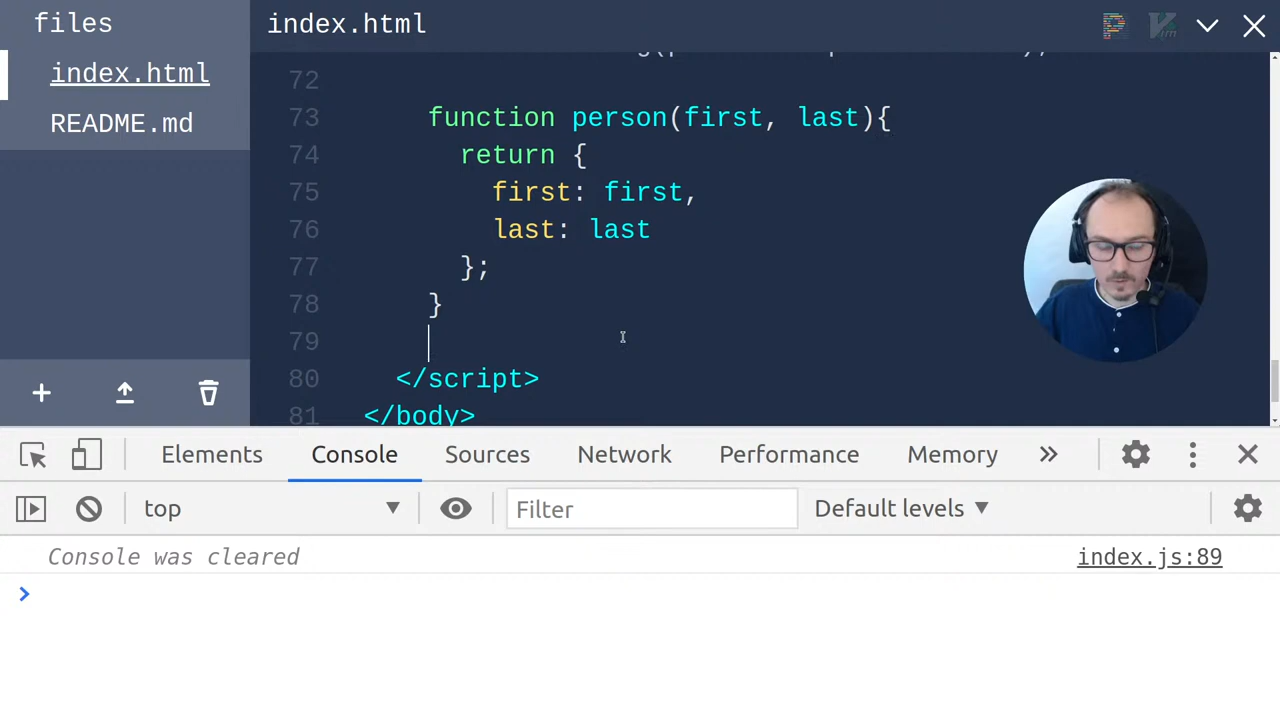 files
index.html
index.html
README.md
72
73 function person(first, last){
74 return {
75 first: first,
76 last: last
77 };
78 }
79
80 </script>
81 </body>
Elements Console Sources Network Performance Memory »
top Filter Default levels
Console was cleared index.js:89
>